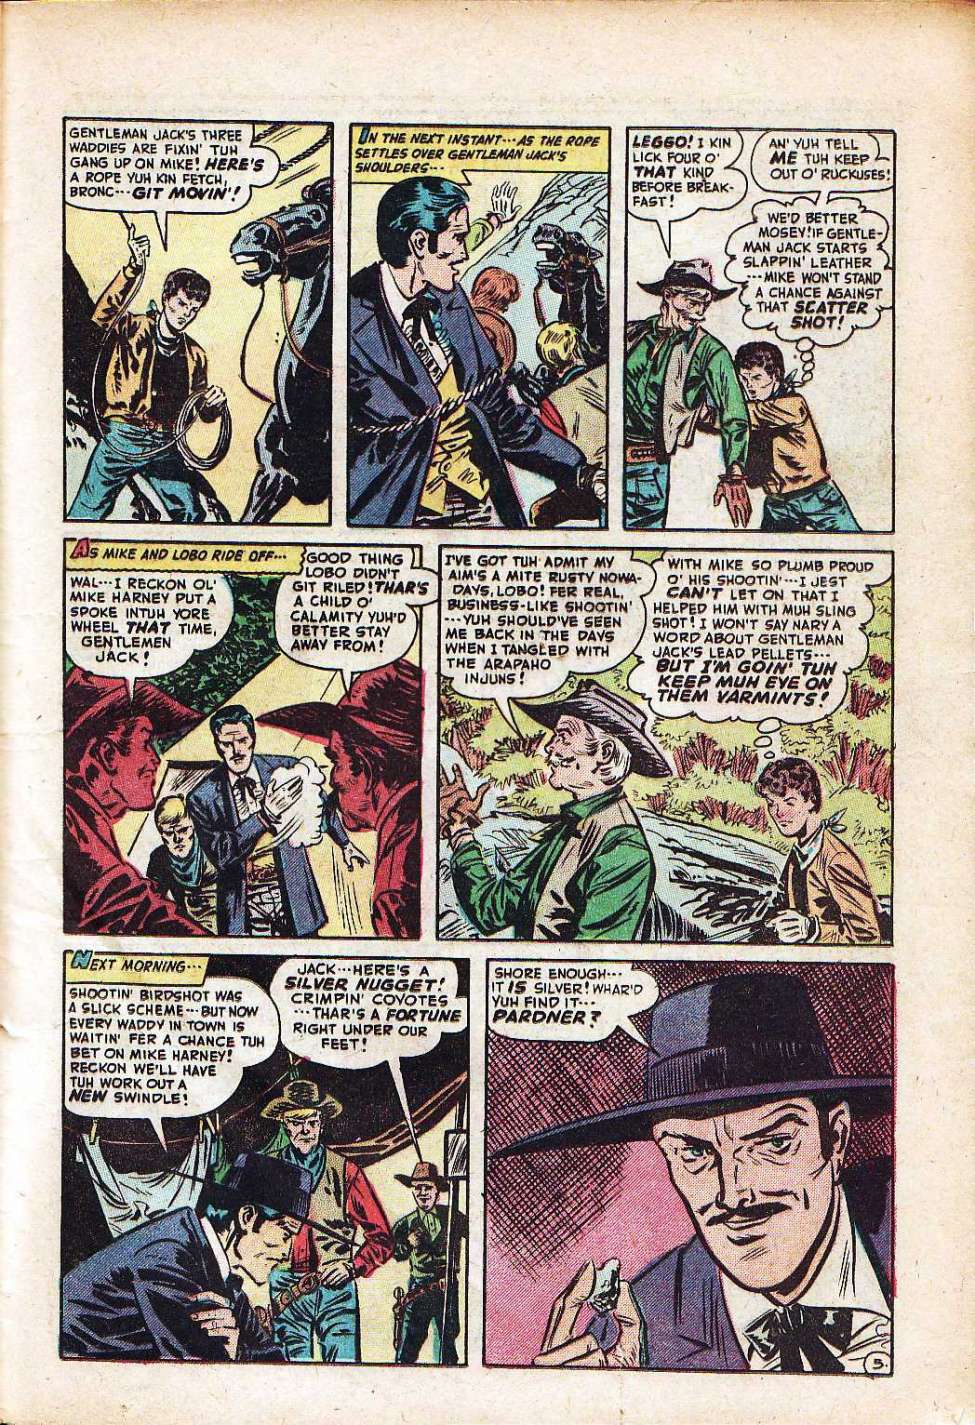 GENTLEMAN JACK'S THREE
WADDIES ARE FIXIN' TUH
GANG UP ON MIKE! HERE'S
A ROPE YUH KIN FETCH,
BRONC--- GIT MOVIN'!
IN THE NEXT INSTANT--- AS THE ROPE
SETTLES OVER GENTLEMAN JACK'S
SHOULDERS---
LEGGO! I KIN
LICK FOUR O'
THAT KIND
BEFORE BREAK-
FAST!
AN' YUH TELL
ME TUH KEEP
OUT O' RUCKUSES!
WE'D BETTER
MOSEY! IF GENTLE-
MAN JACK STARTS
SLAPPIN' LEATHER
---MIKE WON'T STAND
A CHANCE AGAINST
THAT SCATTER
SHOT!
AS MIKE AND LOBO RIDE OFF---
WAL--- I RECKON OL'
MIKE HARNEY PUT A
SPOKE INTUH YORE
WHEEL THAT TIME,
GENTLEMEN
JACK!
GOOD THING
LOBO DIDN'T
GIT RILED! THAR'S
A CHILD O'
CALAMITY YUH'D
BETTER STAY
AWAY FROM!
I'VE GOT TUH ADMIT MY
AIM'S A MITE RUSTY NOWA-
DAYS, LOBO! FER REAL,
BUSINESS-LIKE SHOOTIN'
---YUH SHOULD'VE SEEN
ME BACK IN THE DAYS
WHEN I TANGLED WITH
THE ARAPAHO
INJUNS!
WITH MIKE SO PLUMB PROUD
O' HIS SHOOTIN'--- I JEST
CAN'T LET ON THAT I
HELPED HIM WITH MUH SLING
SHOT! I WON'T SAY NARY A
WORD ABOUT GENTLEMAN
JACK'S LEAD PELLETS---
BUT I'M GOIN' TUH
KEEP MUH EYE ON
THEM VARMINTS!
NEXT MORNING---
SHOOTIN' BIRDSHOT WAS
A SLICK SCHEME--- BUT NOW
EVERY WADDY IN TOWN IS
WAITIN' FER A CHANCE TUH
BET ON MIKE HARNEY!
RECKON WE'LL HAVE
TUH WORK OUT A
NEW SWINDLE!
JACK--- HERE'S A
SILVER NUGGET!
CRIMPIN' COYOTES
---THAR'S A FORTUNE
RIGHT UNDER OUR
FEET!
SHORE ENOUGH---
IT IS SILVER! WHAR'D
YUH FIND IT---
PARDNER?
5